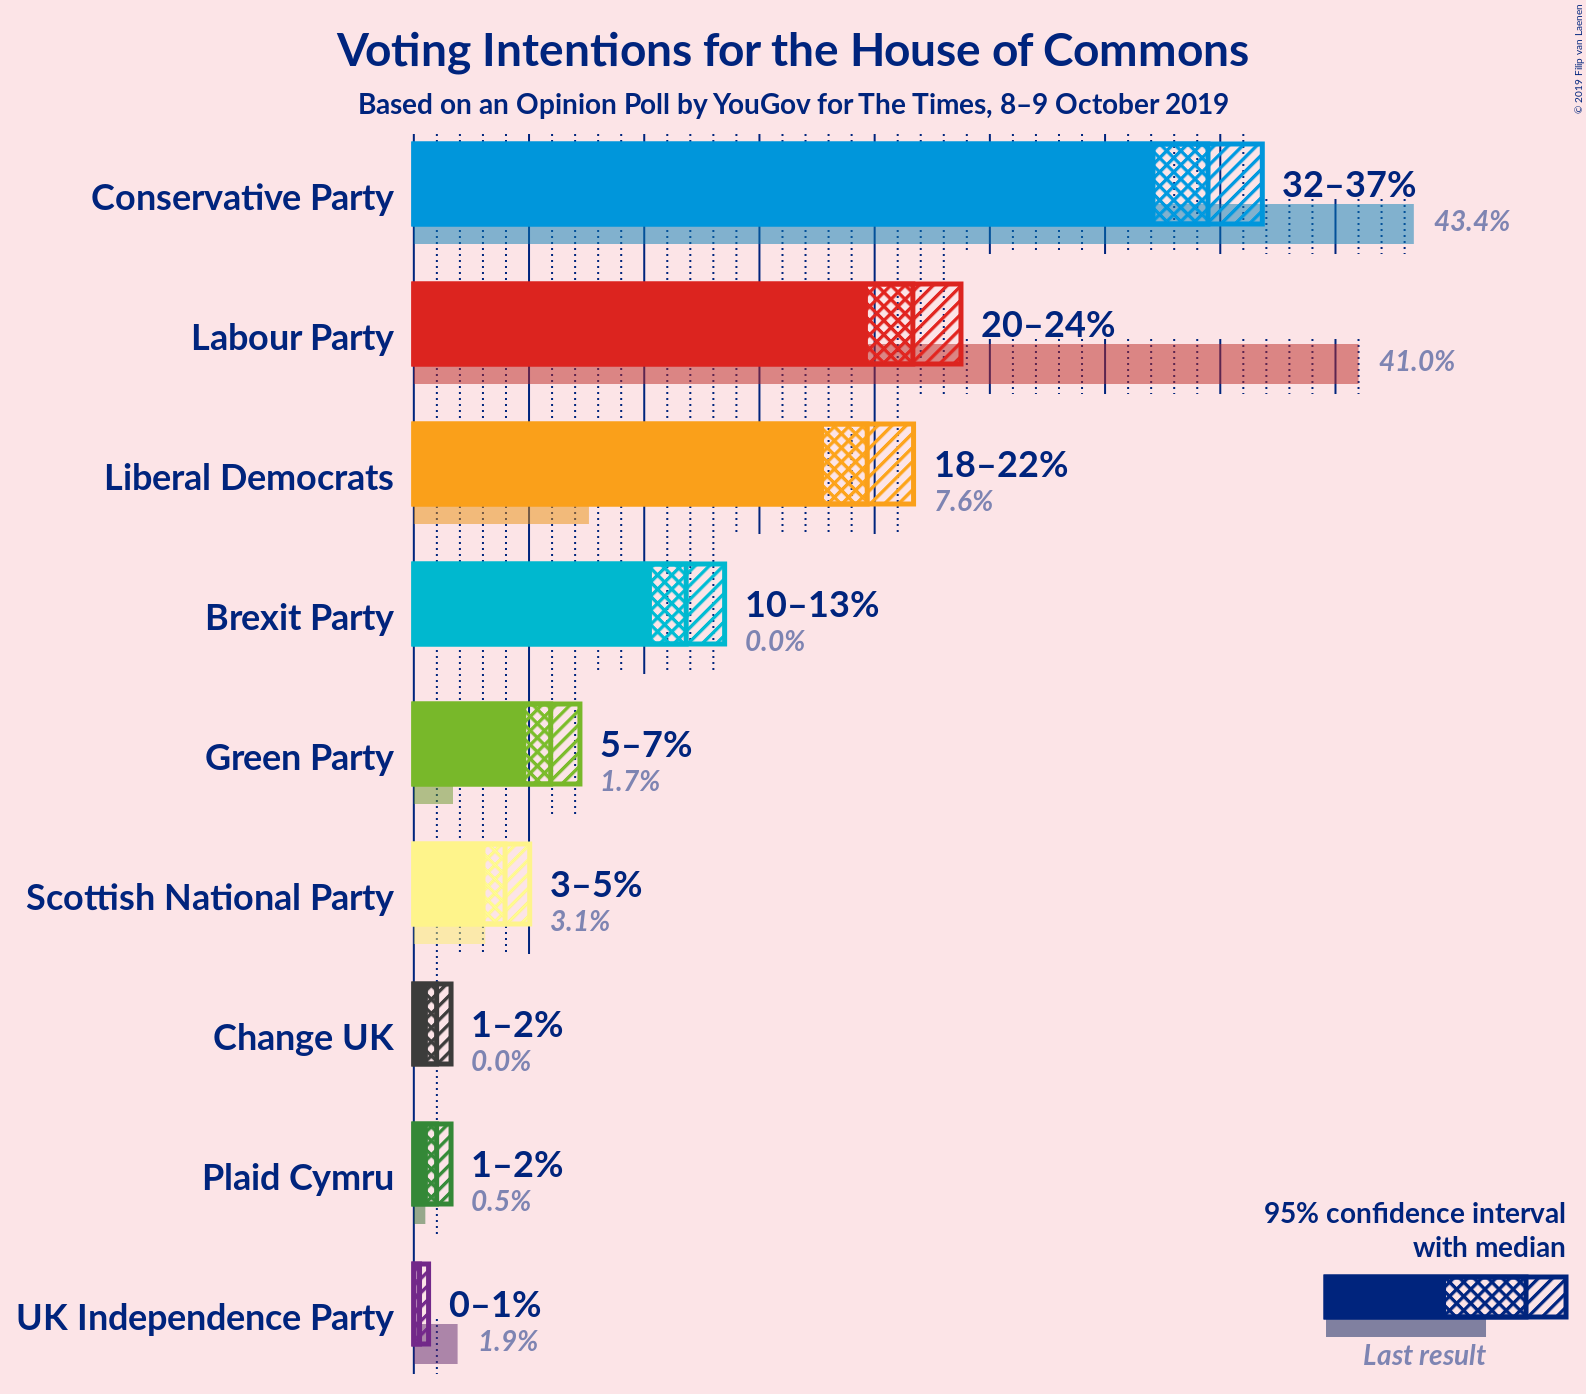 Voting Intentions for the House of Commons
Based on an Opinion Poll by YouGov for The Times, 8–9 October 2019
© 2019 Filip van Laenen
Conservative Party
32–37%
43.4%
Labour Party
20–24%
41.0%
Liberal Democrats
18–22%
7.6%
Brexit Party
10–13%
0.0%
Green Party
5–7%
1.7%
Scottish National Party
3–5%
3.1%
Change UK
1–2%
0.0%
Plaid Cymru
1–2%
0.5%
UK Independence Party
0–1%
1.9%
95% confidence interval
with median
Last result